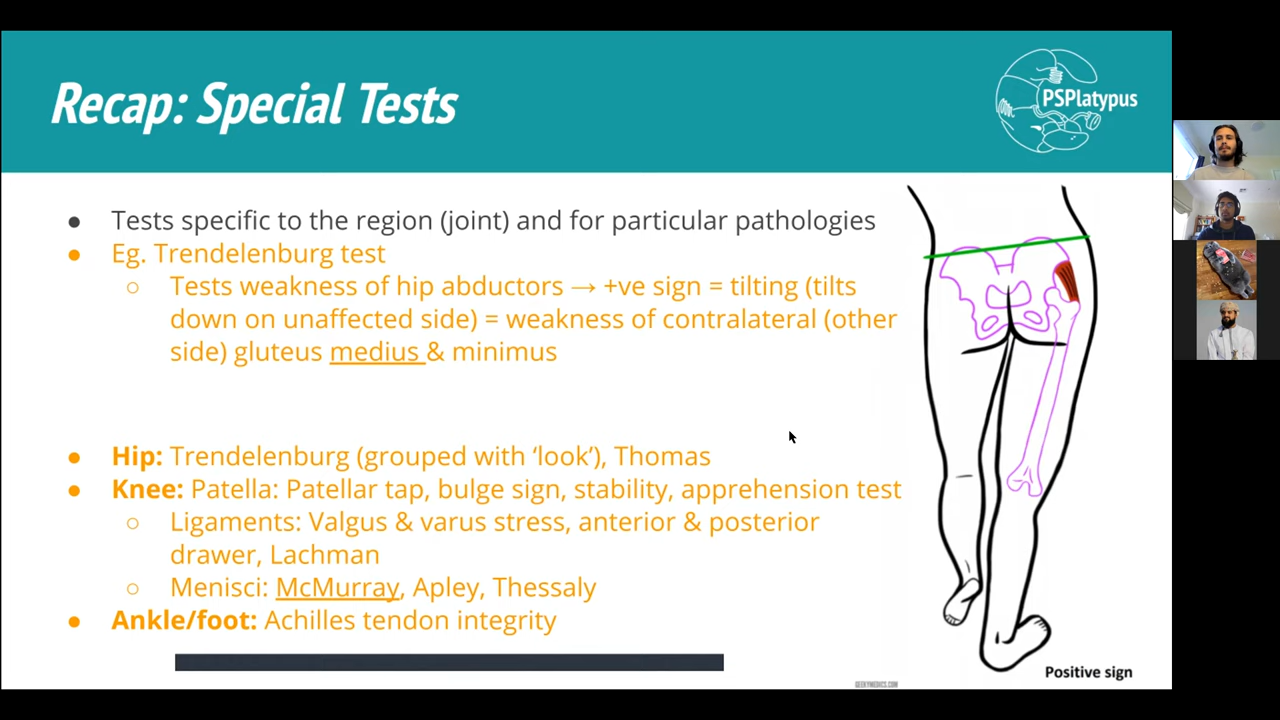 Recap: Special Tests
PSPlatypus
● Tests specific to the region (joint) and for particular pathologies
● Eg. Trendelenburg test
○ Tests weakness of hip abductors → +ve sign = tilting (tilts
down on unaffected side) = weakness of contralateral (other
side) gluteus medius & minimus
● Hip: Trendelenburg (grouped with ‘look’), Thomas
● Knee: Patella: Patellar tap, bulge sign, stability, apprehension test
○ Ligaments: Valgus & varus stress, anterior & posterior
drawer, Lachman
○ Menisci: McMurray, Apley, Thessaly
● Ankle/foot: Achilles tendon integrity
Positive sign
GEEKYMEDICS.COM